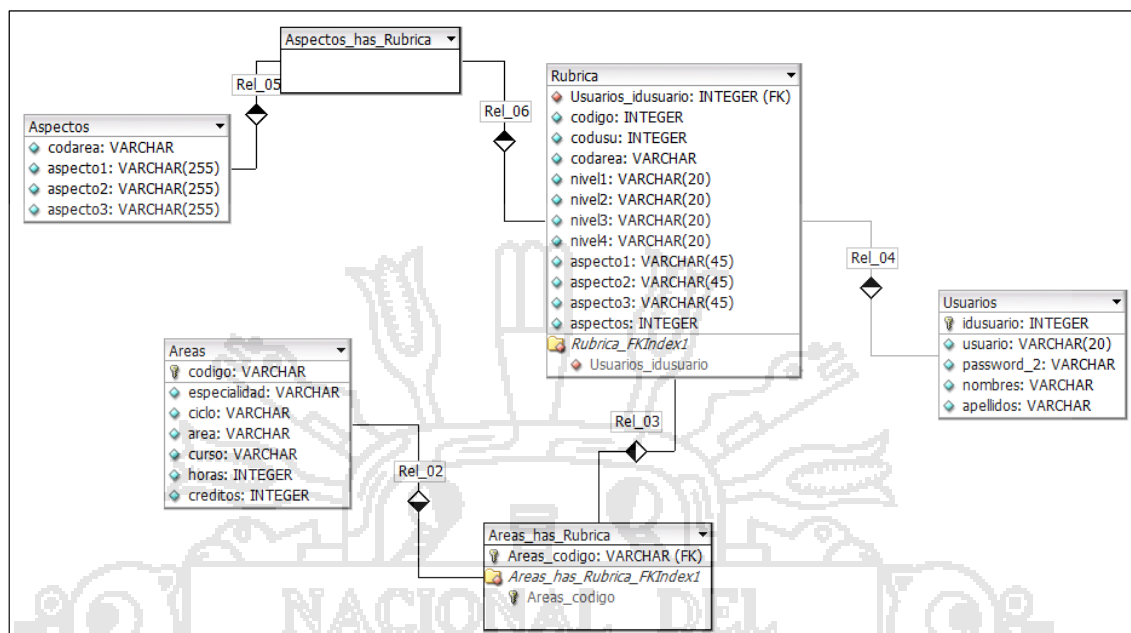 Aspectos_has_Rubrica
Rel_05
Rel_06
Aspectos
codarea: VARCHAR
aspecto1: VARCHAR(255)
aspecto2: VARCHAR(255)
aspecto3: VARCHAR(255)
Rubrica
Usuarios_idusuario: INTEGER (FK)
codigo: INTEGER
codusu: INTEGER
codarea: VARCHAR
nivel1: VARCHAR(20)
nivel2: VARCHAR(20)
nivel3: VARCHAR(20)
nivel4: VARCHAR(20)
aspecto1: VARCHAR(45)
aspecto2: VARCHAR(45)
aspecto3: VARCHAR(45)
aspectos: INTEGER
Rubrica_FKIndex1
Usuarios_idusuario
Rel_04
Usuarios
idusuario: INTEGER
usuario: VARCHAR(20)
password_2: VARCHAR
nombres: VARCHAR
apellidos: VARCHAR
Areas
codigo: VARCHAR
especialidad: VARCHAR
ciclo: VARCHAR
area: VARCHAR
curso: VARCHAR
horas: INTEGER
creditos: INTEGER
Rel_03
Rel_02
Areas_has_Rubrica
Areas_codigo: VARCHAR (FK)
Areas_has_Rubrica_FKIndex1
Areas_codigo
NACIONAL DEL